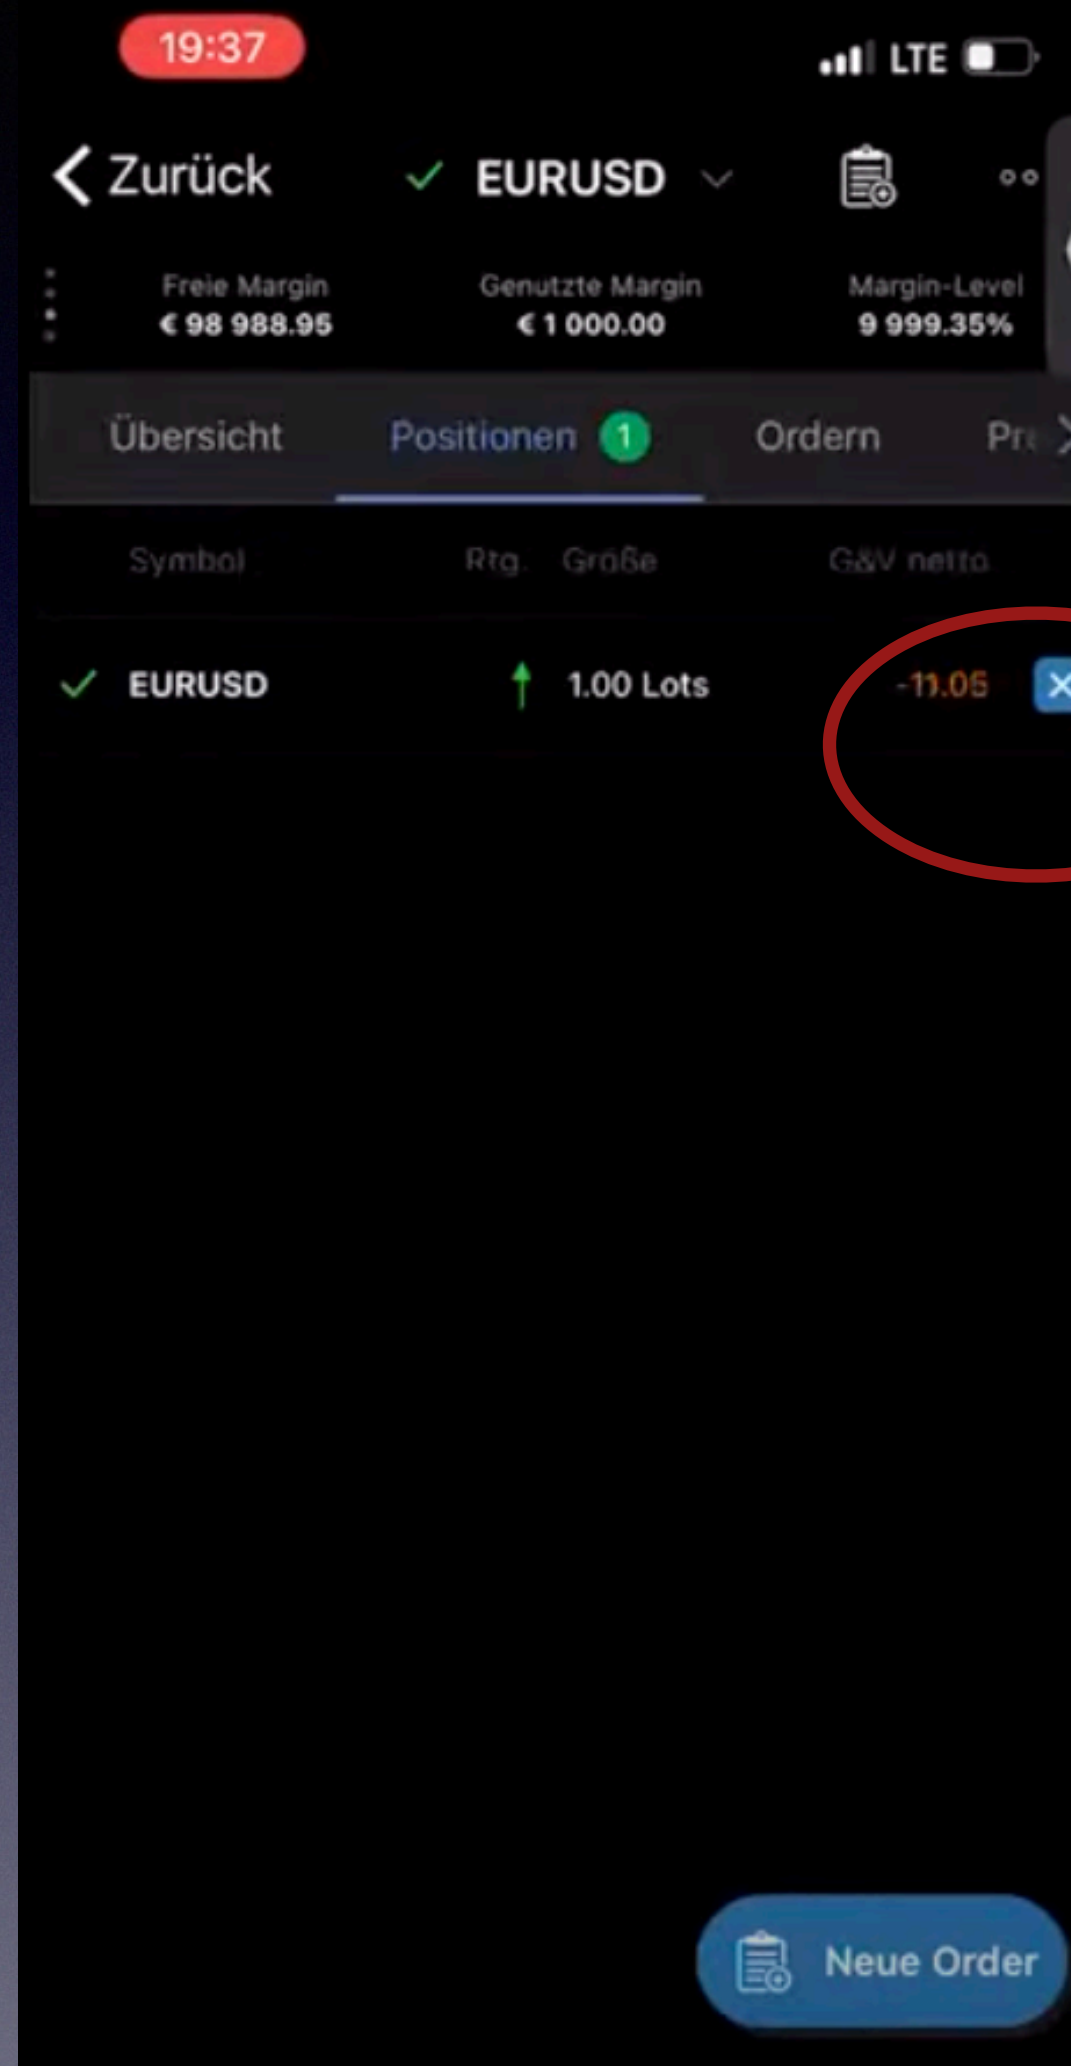 19:37 LTE
Zurück EURUSD
Freie Margin Genutzte Margin Margin-Level
€ 98 988.95 € 1 000.00 9 999.35%
Übersicht Positionen 1 Ordern
Symbol Rtg. Größe G&V netto
EURUSD 1.00 Lots -11.05
Neue Order